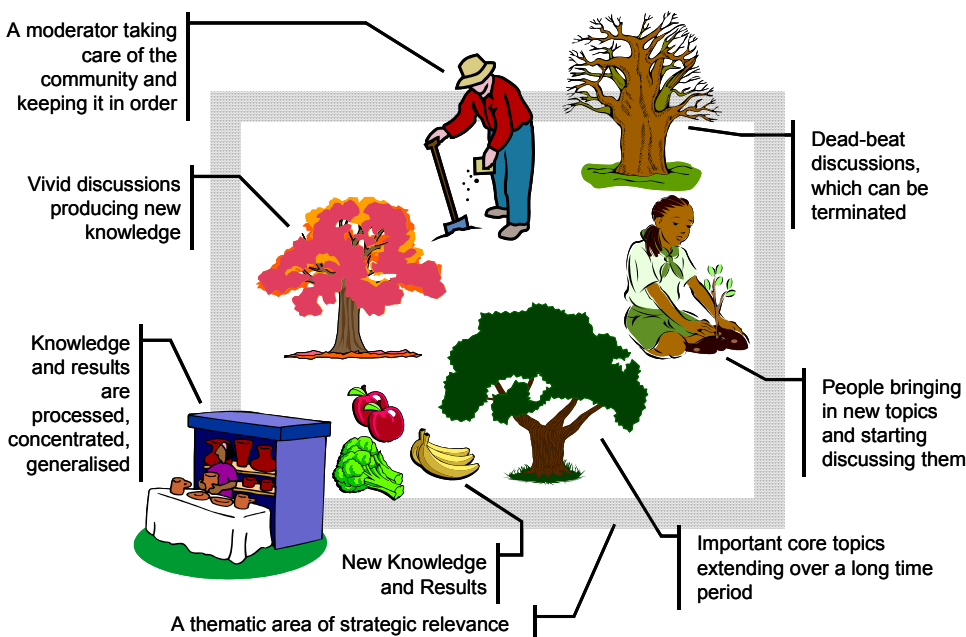 A moderator taking
care of the
community and
keeping it in order
Dead-beat
discussions,
which can be
terminated
Vivid discussions
producing new
knowledge
Knowledge
and results
are
processed,
concentrated,
generalised
People bringing
in new topics
and starting
discussing them
New Knowledge
and Results
Important core topics
extending over a long time
period
A thematic area of strategic relevance